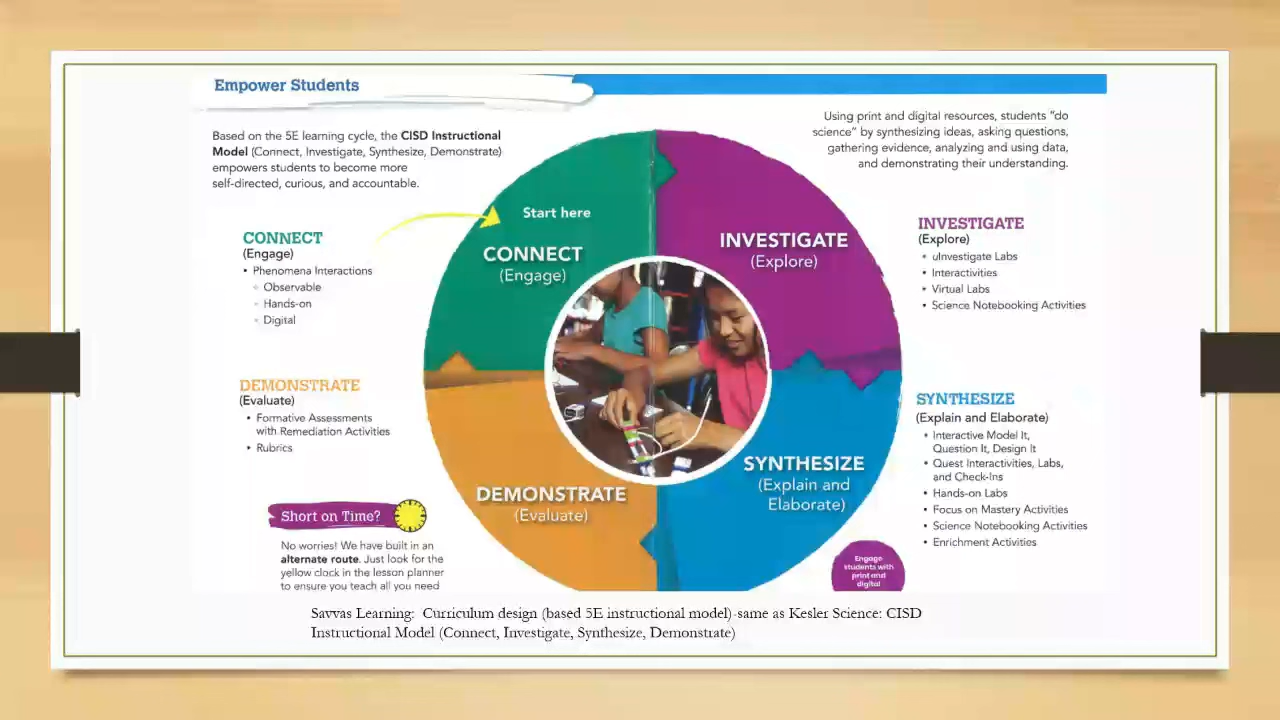 Empower Students
Based on the 5E learning cycle, the CISD Instructional
Model (Connect, Investigate, Synthesize, Demonstrate)
empowers students to become more
self-directed, curious, and accountable.
Using print and digital resources, students "do
science" by synthesizing ideas, asking questions,
gathering evidence, analyzing and using data,
and demonstrating their understanding.
CONNECT
(Engage)
• Phenomena Interactions
Observable
Hands-on
Digital
DEMONSTRATE
(Evaluate)
• Formative Assessments
with Remediation Activities
• Rubrics
Short on Time?
No worries! We have built in an
alternate route. Just look for the
yellow clock in the lesson planner
to ensure you teach all you need
Start here
CONNECT
(Engage)
INVESTIGATE
(Explore)
DEMONSTRATE
(Evaluate)
SYNTHESIZE
(Explain and
Elaborate)
INVESTIGATE
(Explore)
• uInvestigate Labs
• Interactivities
• Virtual Labs
• Science Notebooking Activities
SYNTHESIZE
(Explain and Elaborate)
• Interactive Model It,
Question It, Design It
• Quest Interactivities, Labs,
and Check-Ins
• Hands-on Labs
• Focus on Mastery Activities
• Science Notebooking Activities
• Enrichment Activities
Engage
students with
print and
digital
Savvas Learning: Curriculum design (based 5E instructional model)-same as Kesler Science: CISD
Instructional Model (Connect, Investigate, Synthesize, Demonstrate)